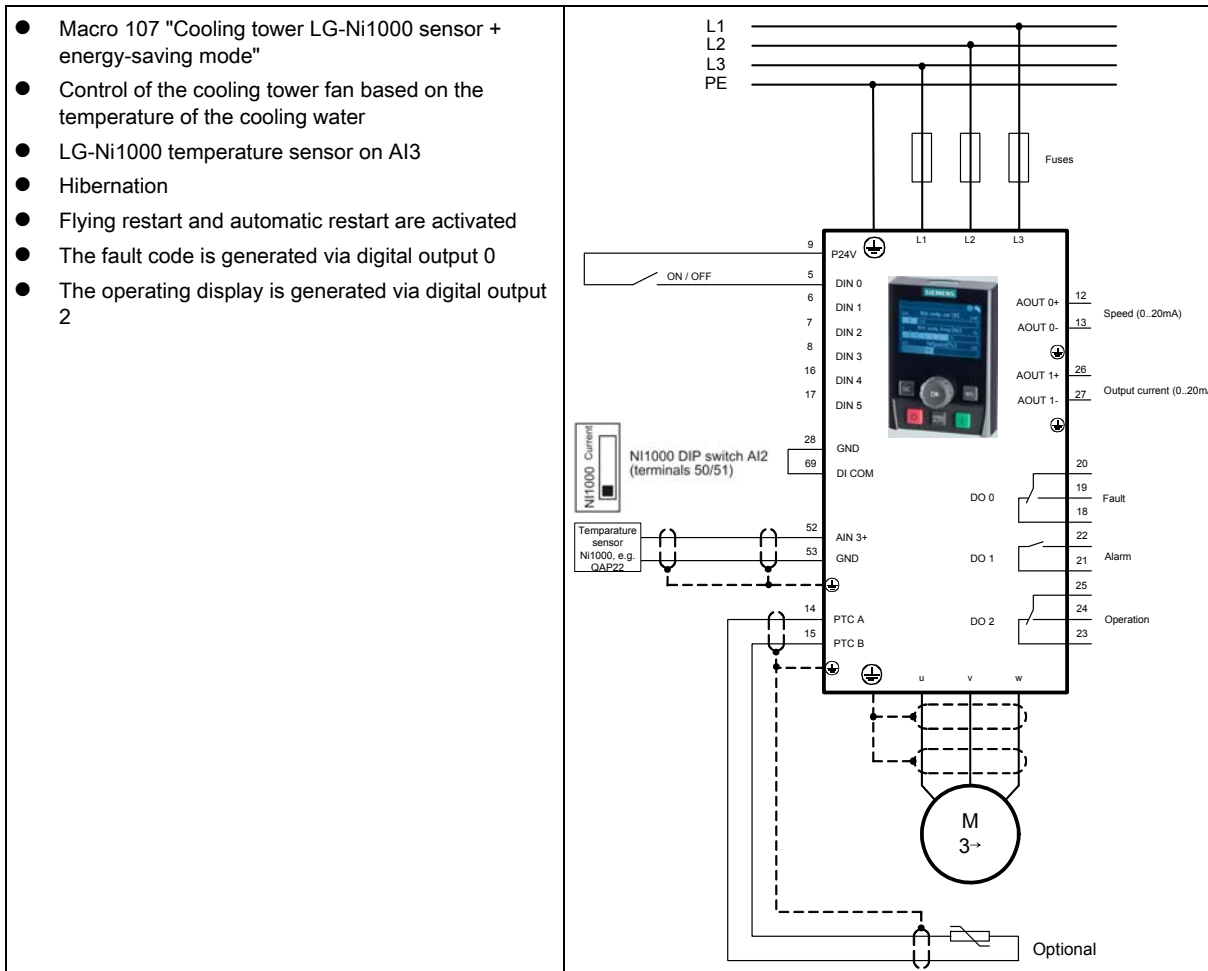 ● Macro 107 "Cooling tower LG-Ni1000 sensor +
energy-saving mode"
● Control of the cooling tower fan based on the
temperature of the cooling water
● LG-Ni1000 temperature sensor on AI3
● Hibernation
● Flying restart and automatic restart are activated
● The fault code is generated via digital output 0
● The operating display is generated via digital output
2
L1
L2
L3
PE
Fuses
L1 L2 L3
9 P24V
ON / OFF
5 DIN 0
6 DIN 1
7 DIN 2
8 DIN 3
16 DIN 4
17 DIN 5
SIEMENS
OK
AOUT 0+ 12
Speed (0..20mA)
AOUT 0- 13
AOUT 1+ 26
Output current (0..20m
AOUT 1- 27
28 GND
69 DI COM
NI1000 Current
NI1000 DIP switch AI2
(terminals 50/51)
Temparature
sensor
Ni1000, e.g.
QAP22
52 AIN 3+
53 GND
14 PTC A
15 PTC B
20
DO 0 19 Fault
18
22
DO 1 21 Alarm
25
DO 2 24 Operation
23
u v w
M
3→
Optional